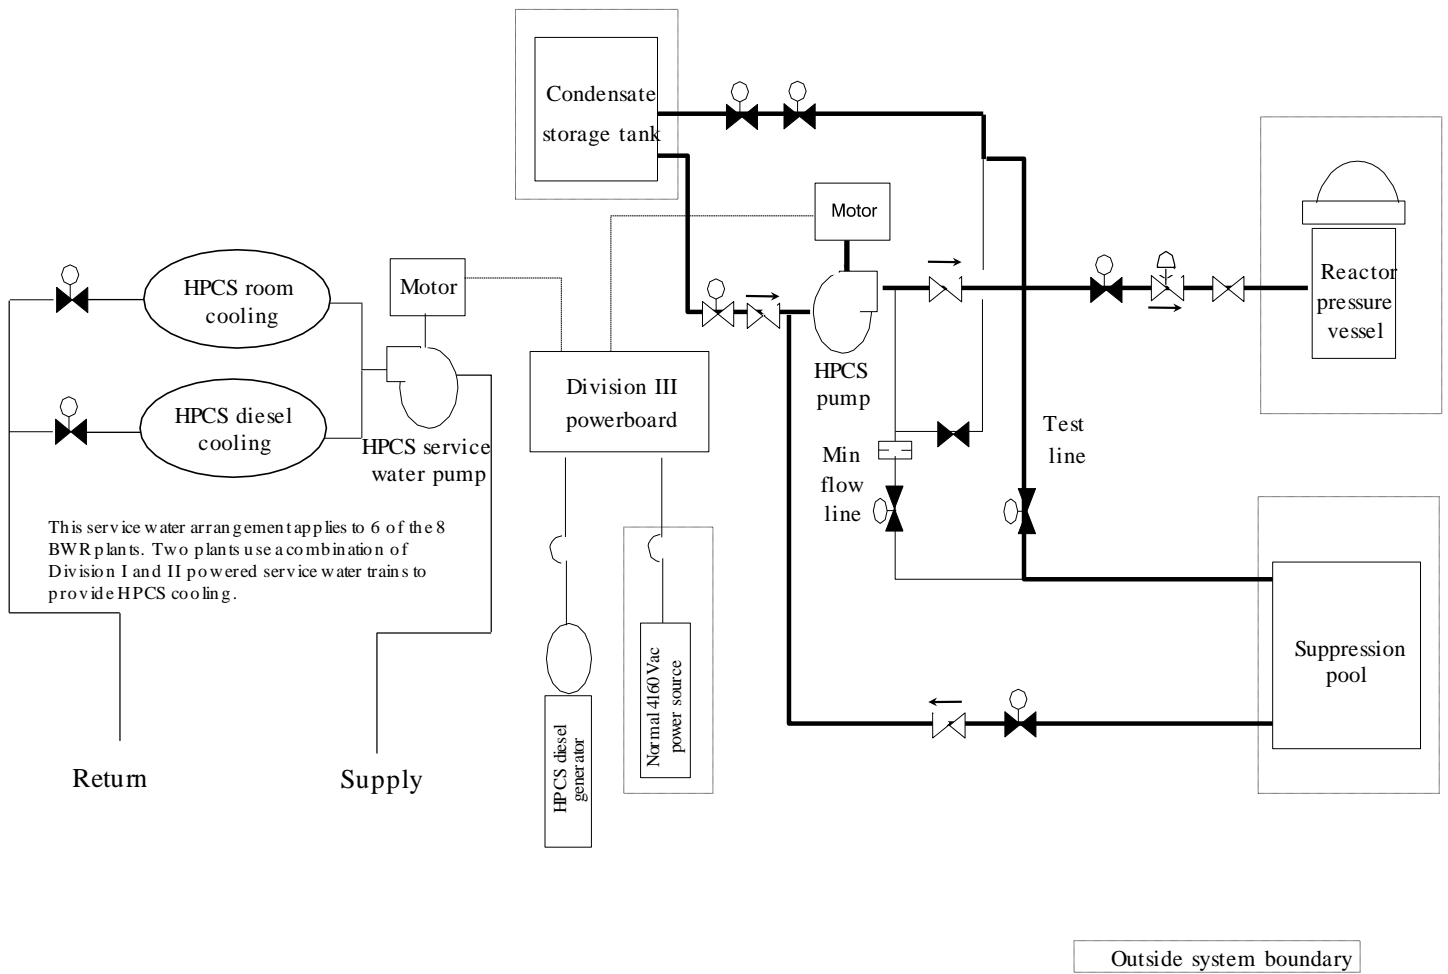 Condensate
storage tank
Motor
Reactor
pressure
vessel
HPCS room
cooling
Motor
HPCS
pump
Division III
powerboard
HPCS diesel
cooling
HPCS service
water pump
Test
line
Min
flow
line
This service water arrangement applies to 6 of the 8
BWR plants. Two plants use a combination of
Division I and II powered service water trains to
provide HPCS cooling.
Suppression
pool
Normal 4160 Vac
power source
HPCS diesel
generator
Return
Supply
Outside system boundary